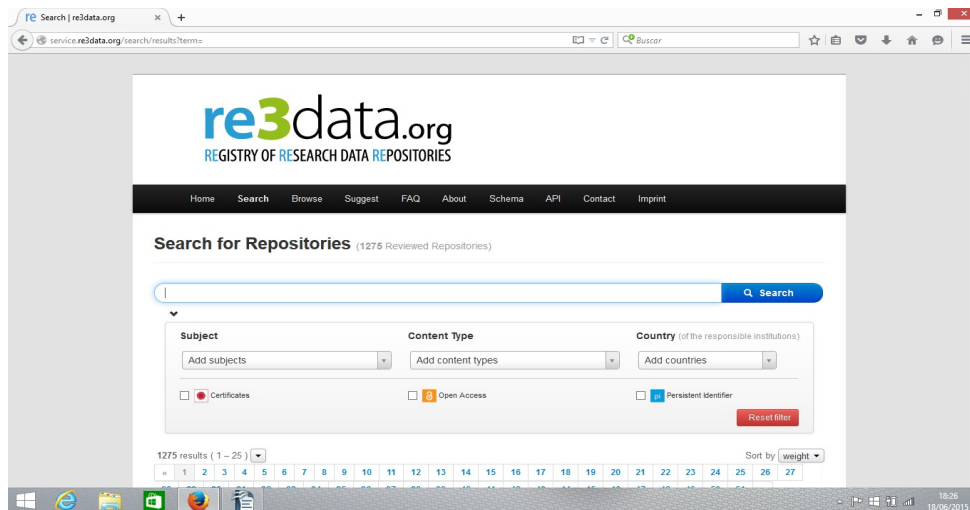 re Search | re3data.org
service.re3data.org/search/results?term=
Buscar
re3data.org
REGISTRY OF RESEARCH DATA REPOSITORIES
Home Search Browse Suggest FAQ About Schema API Contact Imprint
Search for Repositories (1275 Reviewed Repositories)
Search
Subject Content Type Country (of the responsible institutions)
Add subjects Add content types Add countries
Certificates Open Access pi Persistent Identifier
Reset filter
1275 results ( 1 – 25 ) Sort by weight
« 1 2 3 4 5 6 7 8 9 10 11 12 13 14 15 16 17 18 19 20 21 22 23 24 25 26 27
18:26
18/06/2015